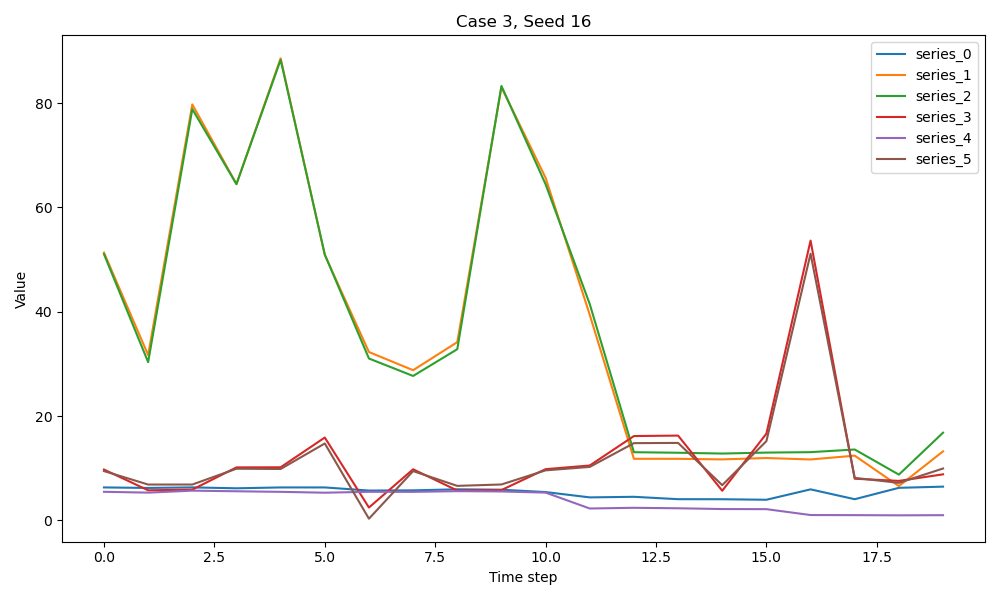 Case 3, Seed 16
series_0
series_1
series_2
series_3
series_4
series_5
Value
80
60
40
20
0
0.0 2.5 5.0 7.5 10.0 12.5 15.0 17.5
Time step